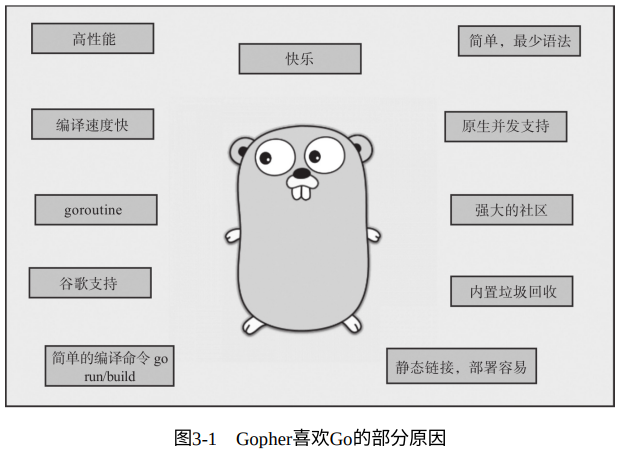 高性能
快乐
简单，最少语法
编译速度快
原生并发支持
goroutine
强大的社区
谷歌支持
内置垃圾回收
简单的编译命令 go
run/build
静态链接，部署容易
图3-1 Gopher喜欢Go的部分原因